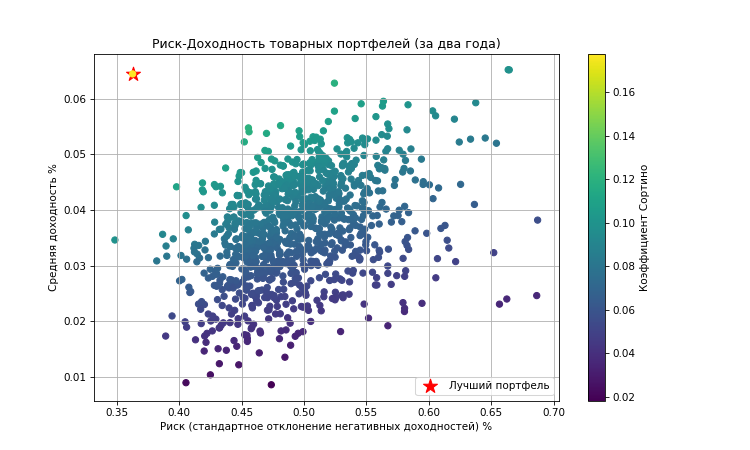 Риск-Доходность товарных портфелей (за два года)
Средняя доходность %
0.06
0.05
0.04
0.03
0.02
0.01
0.35 0.40 0.45 0.50 0.55 0.60 0.65 0.70
Риск (стандартное отклонение негативных доходностей) %
Лучший портфель
0.16
0.14
0.12
0.10
0.08
0.06
0.04
0.02
Коэффициент Сортино